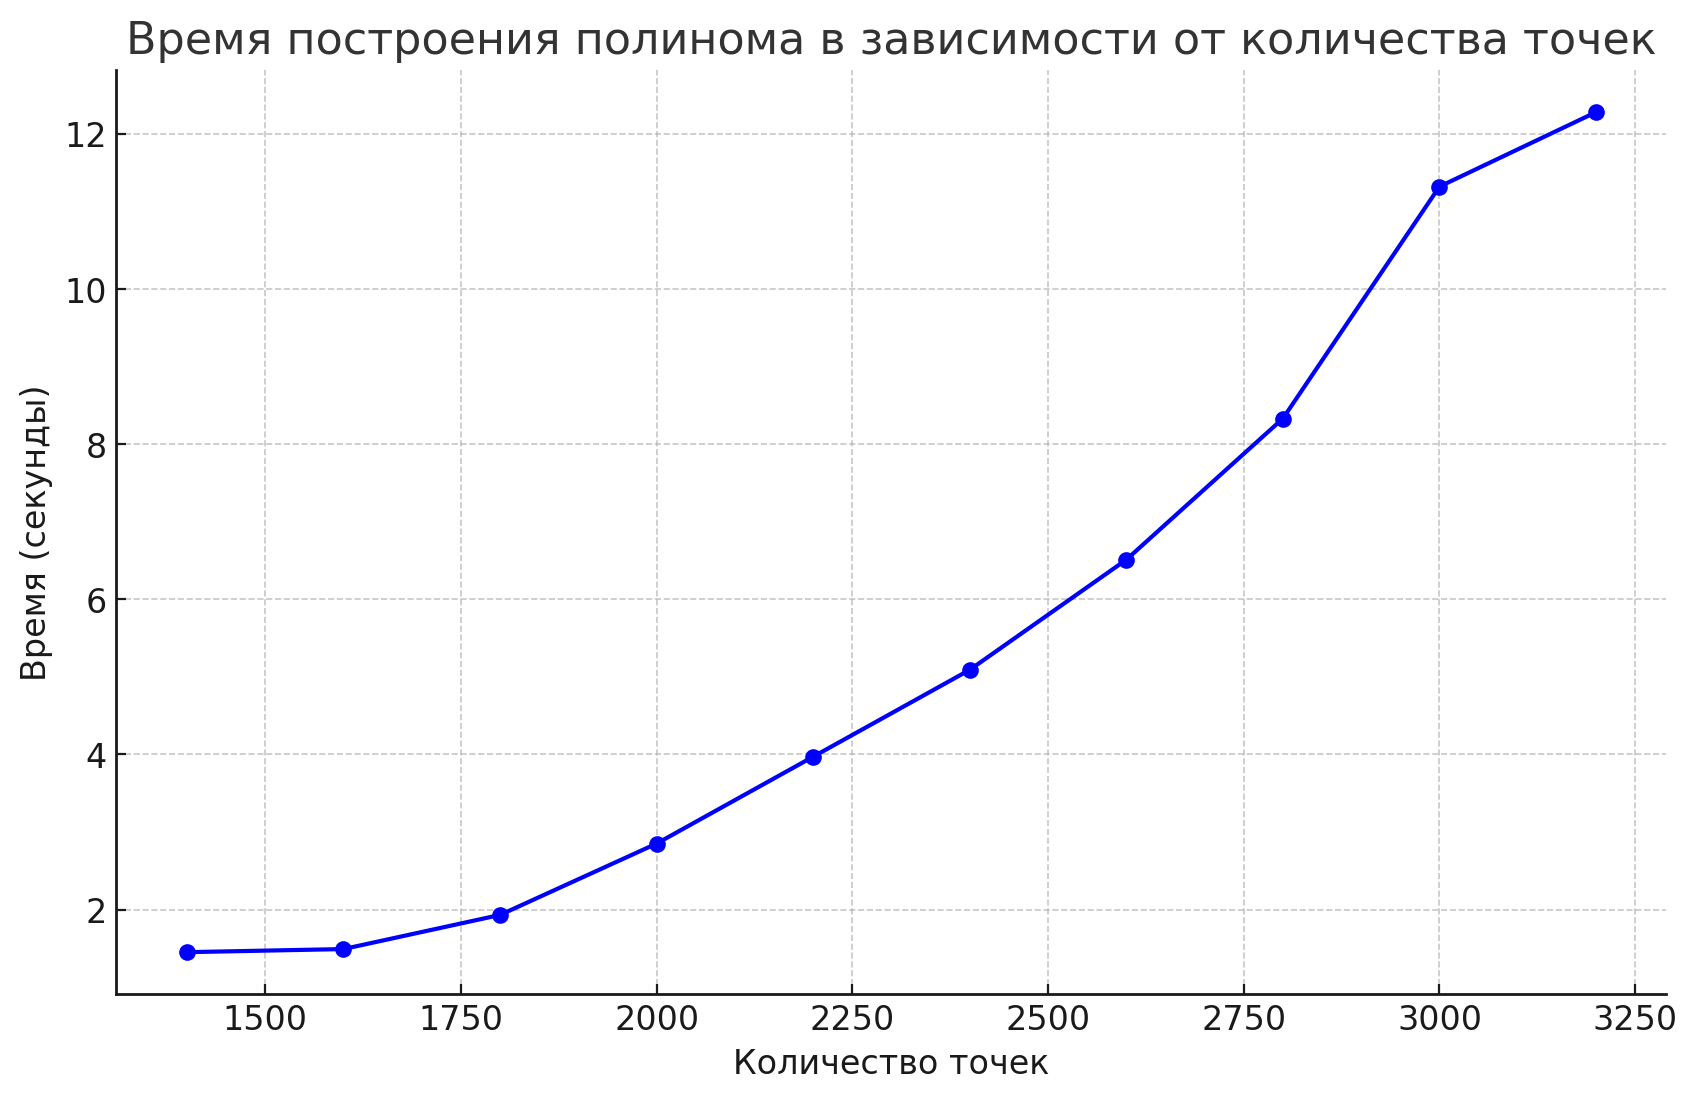 Время построения полинома в зависимости от количества точек
Время (секунды)
12
10
8
6
4
2
1500 1750 2000 2250 2500 2750 3000 3250
Количество точек